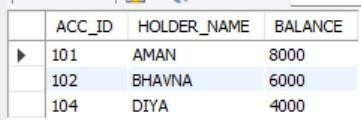 ACC_ID HOLDER_NAME BALANCE
101 AMAN 8000
102 BHAVNA 6000
104 DIYA 4000